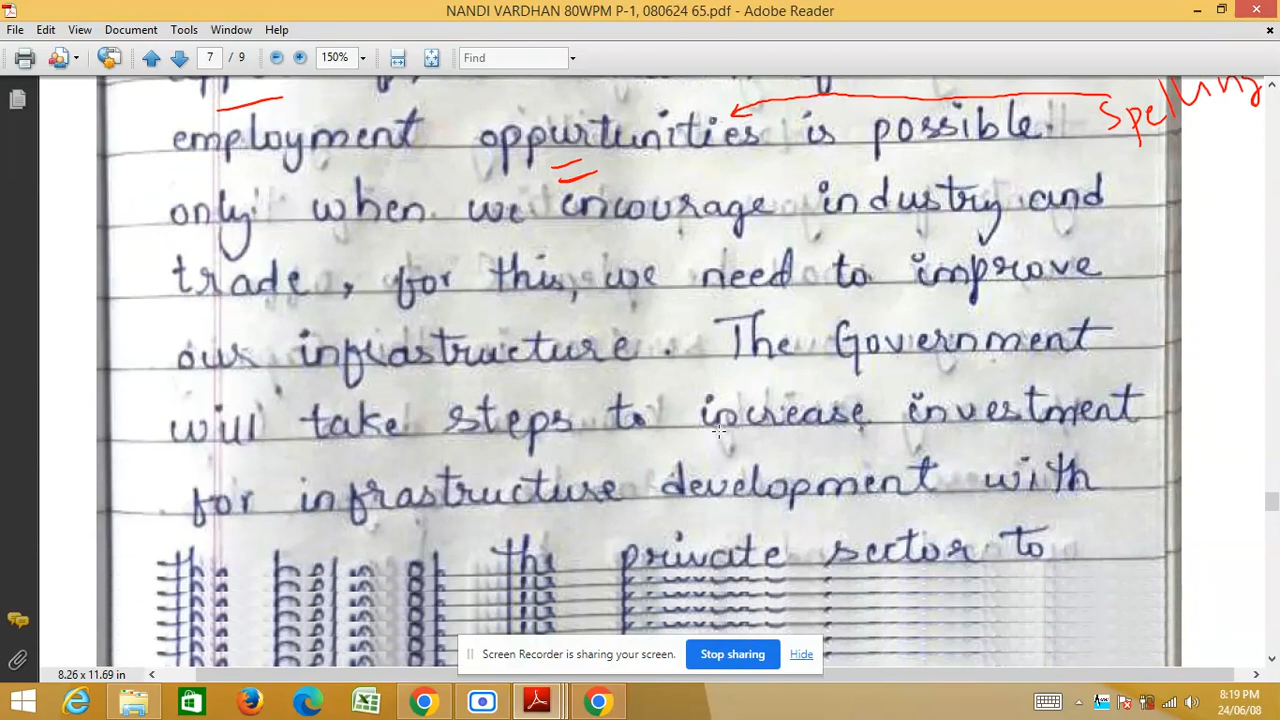 NANDI VARDHAN 80WPM P-1, 080624 65.pdf - Adobe Reader
File Edit View Document Tools Window Help
7 / 9 150% Find
Spelling
employment oppurtunities is possible.
only when we encourage industry and
trade, for this, we need to improve
our infrastructure. The Government
will take steps to increase investment
for infrastructure development with
the help of the private sector to
Screen Recorder is sharing your screen. Stop sharing Hide
8.26 x 11.69 in
8:19 PM
24/06/08